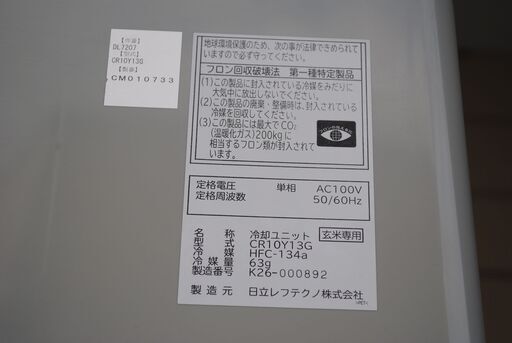 【作番】
DL7207
【型式】
CR10Y13G
【製番】
CM010733
地球環境保護のため、次の事が法律できめられて
いますので必ず守ってください。
フロン回収破壊法 第一種特定製品
(1)この製品に封入されている冷媒をみだりに
大気中に放出しないでください。
(2)この製品の廃棄・整備時は、封入されている
冷媒を回収してください。
(3)この製品には最大でCO2
(温暖化ガス)200kgに
相当するフロン類が封入されて
います。
定格電圧 単相 AC100V
定格周波数 50/60Hz
名称 冷却ユニット 玄米専用
型式 CR10Y13G
冷媒 HFC-134a
冷媒量 63g
製造番号 K26-000892
製造元 日立レフテクノ株式会社